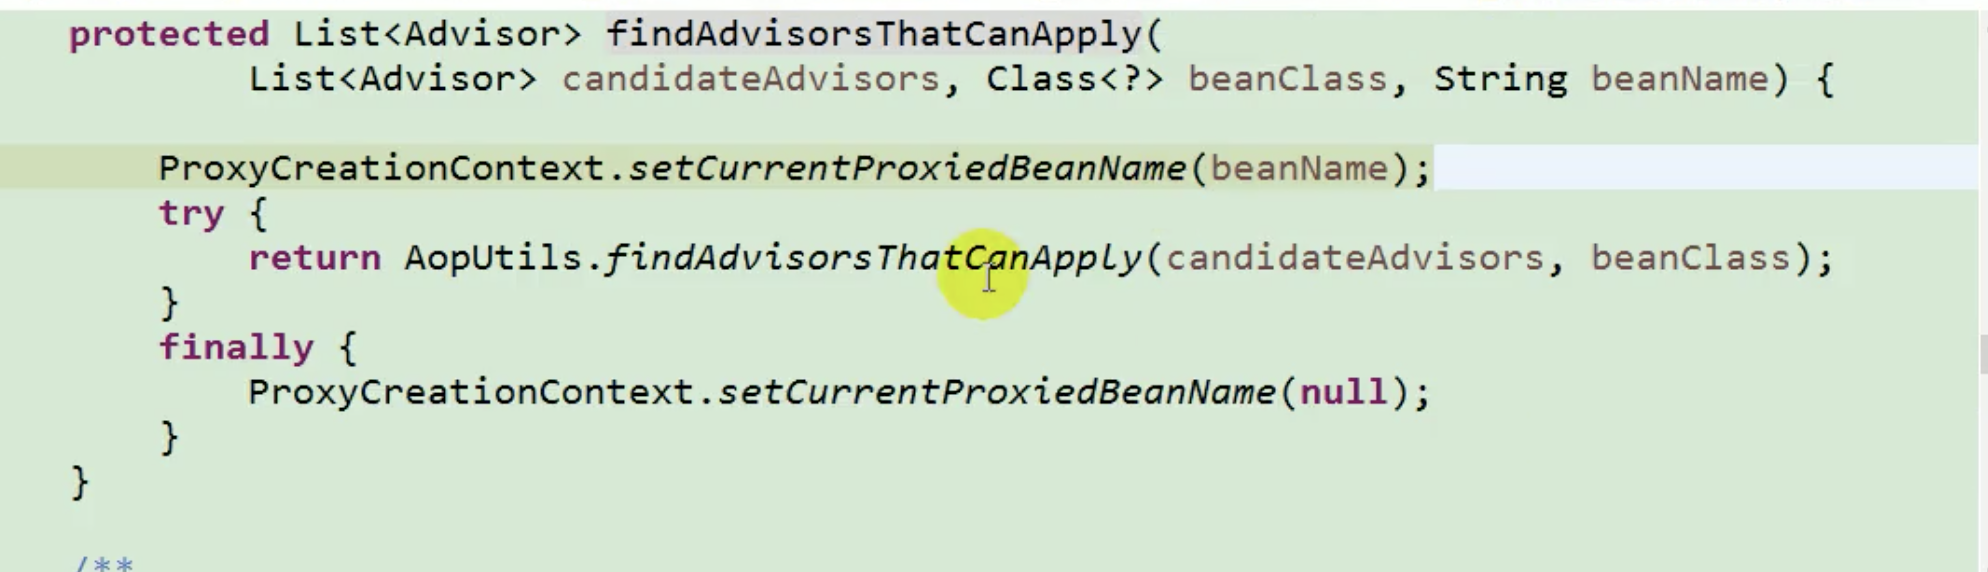 protected List<Advisor> findAdvisorsThatCanApply(
List<Advisor> candidateAdvisors, Class<?> beanClass, String beanName) {
ProxyCreationContext.setCurrentProxiedBeanName(beanName);
try {
return AopUtils.findAdvisorsThatCanApply(candidateAdvisors, beanClass);
}
finally {
ProxyCreationContext.setCurrentProxiedBeanName(null);
}
}
/**